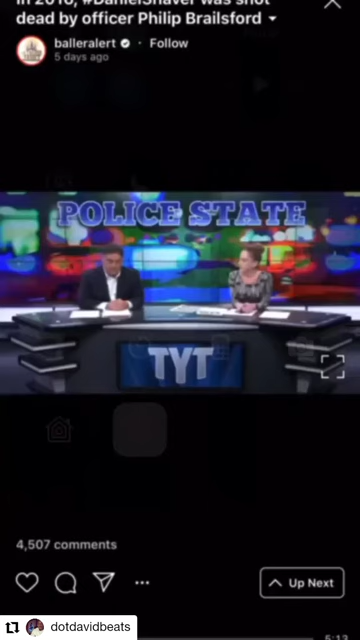 In 2016, #DanielShaver was shot
dead by officer Philip Brailsford
balleralert · Follow
5 days ago
POLICE STATE
TYT
4,507 comments
Up Next
dotdavidbeats